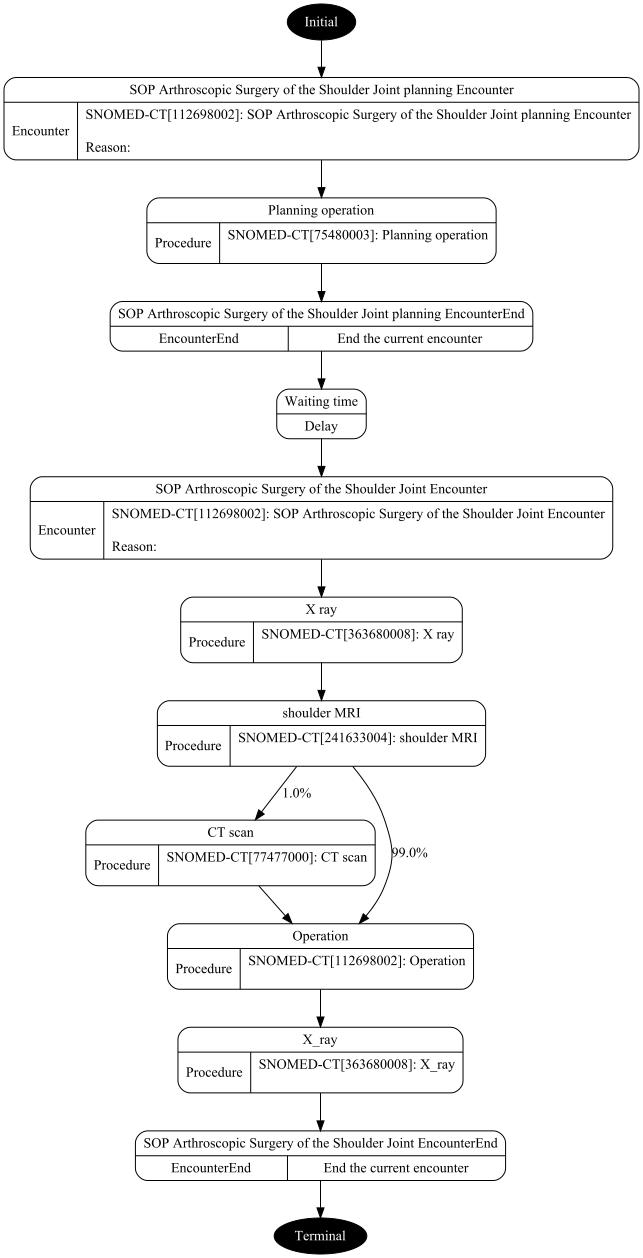 Initial
SOP Arthroscopic Surgery of the Shoulder Joint planning Encounter
Encounter
SNOMED-CT[112698002]: SOP Arthroscopic Surgery of the Shoulder Joint planning Encounter
Reason:
Planning operation
Procedure
SNOMED-CT[75480003]: Planning operation
SOP Arthroscopic Surgery of the Shoulder Joint planning EncounterEnd
EncounterEnd
End the current encounter
Waiting time
Delay
SOP Arthroscopic Surgery of the Shoulder Joint Encounter
Encounter
SNOMED-CT[112698002]: SOP Arthroscopic Surgery of the Shoulder Joint Encounter
Reason:
X ray
Procedure
SNOMED-CT[363680008]: X ray
shoulder MRI
Procedure
SNOMED-CT[241633004]: shoulder MRI
1.0%
CT scan
Procedure
SNOMED-CT[77477000]: CT scan
99.0%
Operation
Procedure
SNOMED-CT[112698002]: Operation
X_ray
Procedure
SNOMED-CT[363680008]: X_ray
SOP Arthroscopic Surgery of the Shoulder Joint EncounterEnd
EncounterEnd
End the current encounter
Terminal